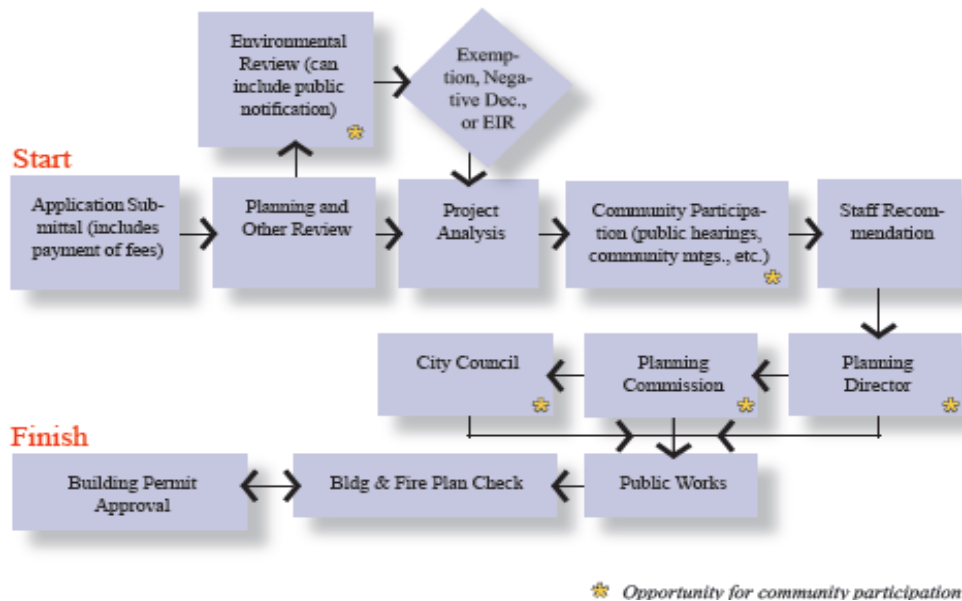 Environmental
Review (can
include public
notification)
Exemp-
tion, Negative Dec.,
or EIR
Start
Application Sub-
mittal (includes
payment of fees)
Planning and
Other Review
Project
Analysis
Community Participa-
tion (public hearings,
community mtgs., etc.)
Staff Recom-
mendation
City Council
Planning
Commission
Planning
Director
Finish
Building Permit
Approval
Bldg & Fire Plan Check
Public Works
Opportunity for community participation